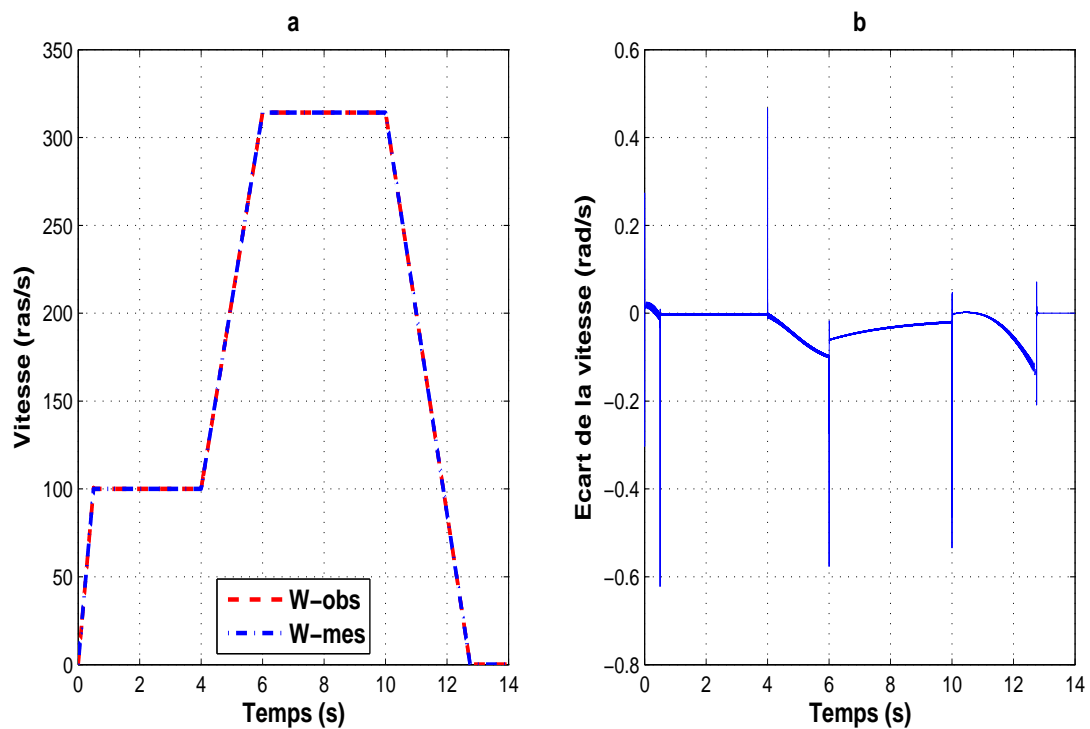 a
350
300
250
200
150
100
50
0
Vitesse (ras/s)
W-obs
W-mes
0 2 4 6 8 10 12 14
Temps (s)
b
0.6
0.4
0.2
0
−0.2
−0.4
−0.6
−0.8
Ecart de la vitesse (rad/s)
0 2 4 6 8 10 12 14
Temps (s)